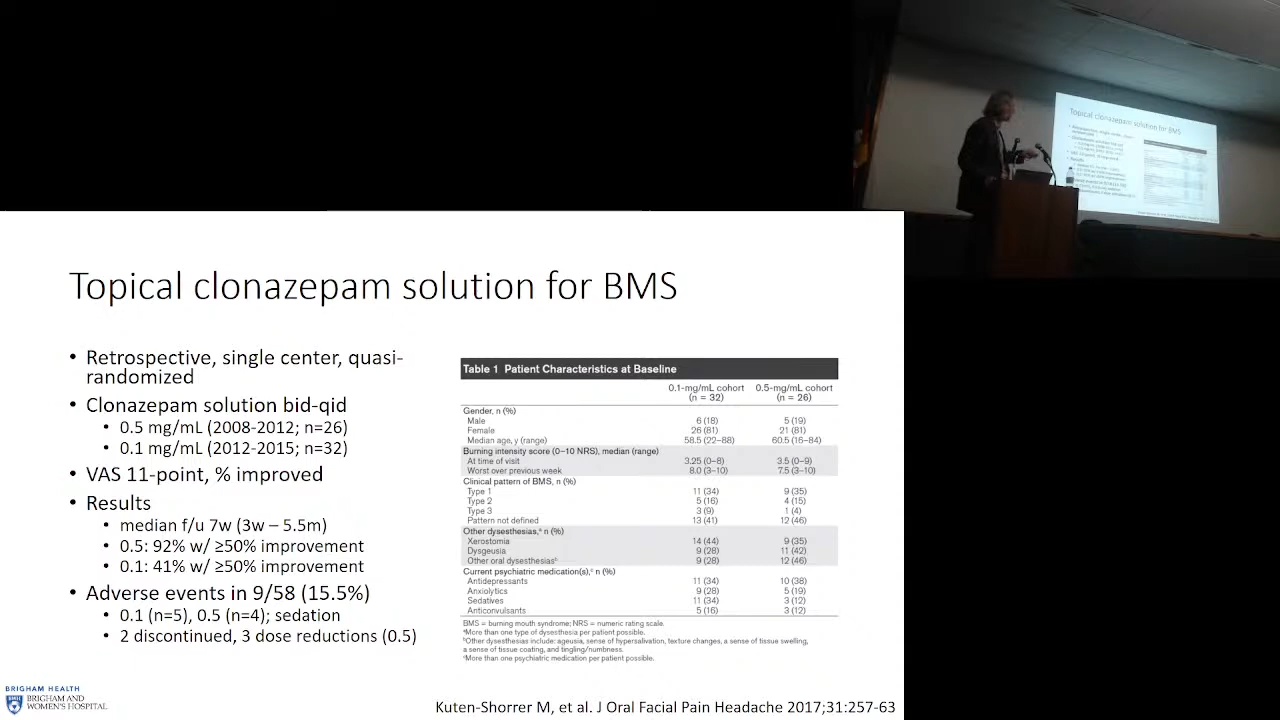 Topical clonazepam solution for BMS
• Retrospective, single center, quasi-
randomized
• Clonazepam solution bid-qid
• 0.5 mg/mL (2008-2012; n=26)
• 0.1 mg/mL (2012-2015; n=32)
• VAS 11-point, % improved
• Results
• median f/u 7w (3w – 5.5m)
• 0.5: 92% w/ ≥50% improvement
• 0.1: 41% w/ ≥50% improvement
• Adverse events in 9/58 (15.5%)
• 0.1 (n=5), 0.5 (n=4); sedation
• 2 discontinued, 3 dose reductions (0.5)
Table 1 Patient Characteristics at Baseline
0.1-mg/mL cohort 0.5-mg/mL cohort
(n = 32) (n = 26)
Gender, n (%)
Male 6 (18) 5 (19)
Female 26 (81) 21 (81)
Median age, y (range) 58.5 (22–88) 60.5 (16–84)
Burning intensity score (0–10 NRS), median (range)
At time of visit 3.25 (0–8) 3.5 (0–9)
Worst over previous week 8.0 (3–10) 7.5 (3–10)
Clinical pattern of BMS, n (%)
Type 1 11 (34) 9 (35)
Type 2 5 (16) 4 (15)
Type 3 3 (9) 1 (4)
Pattern not defined 13 (41) 12 (46)
Other dysesthesias,ᵃ n (%)
Xerostomia 14 (44) 9 (35)
Dysgeusia 9 (28) 11 (42)
Other oral dysesthesiasᵇ 9 (28) 12 (46)
Current psychiatric medication(s),ᶜ n (%)
Antidepressants 11 (34) 10 (38)
Anxiolytics 9 (28) 5 (19)
Sedatives 11 (34) 3 (12)
Anticonvulsants 5 (16) 3 (12)
BMS = burning mouth syndrome; NRS = numeric rating scale.
ᵃMore than one type of dysesthesia per patient possible.
ᵇOther dysesthesias include: ageusia, sense of hypersalivation, texture changes, a sense of tissue swelling,
a sense of tissue coating, and tingling/numbness.
ᶜMore than one psychiatric medication per patient possible.
BRIGHAM HEALTH
BRIGHAM AND
WOMEN'S HOSPITAL
Kuten-Shorrer M, et al. J Oral Facial Pain Headache 2017;31:257-63
Topical clonazepam solution for BMS